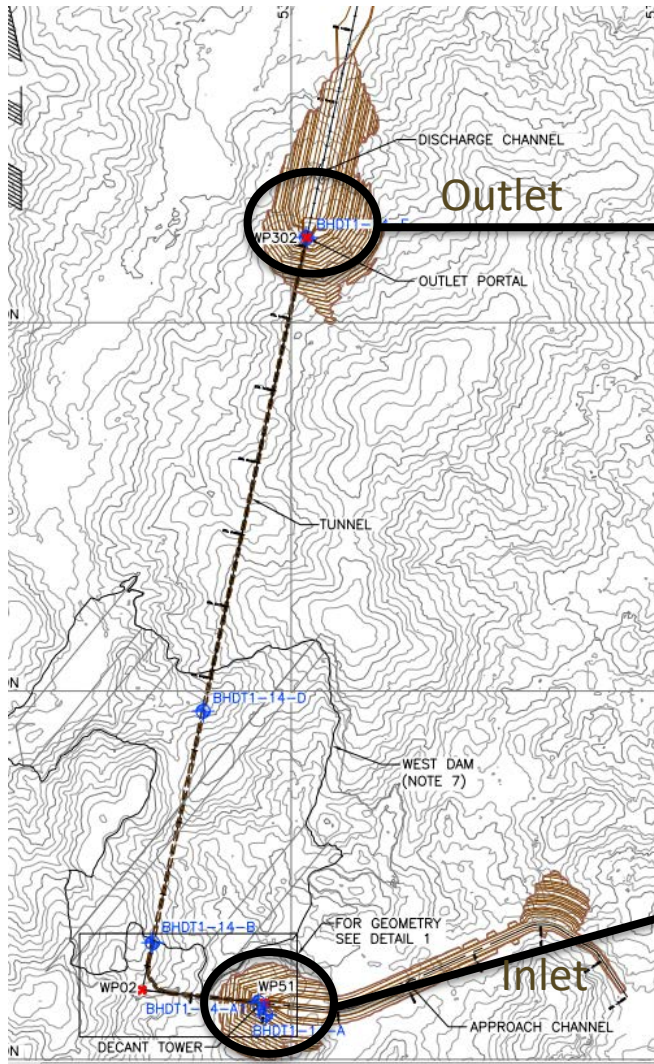 DISCHARGE CHANNEL
Outlet
WP302
OUTLET PORTAL
N
TUNNEL
N
BHDT1-14-D
WEST DAM
(NOTE 7)
BHDT1-14-B
FOR GEOMETRY
SEE DETAIL 1
WP02
WP51
Inlet
DECANT TOWER
APPROACH CHANNEL
N